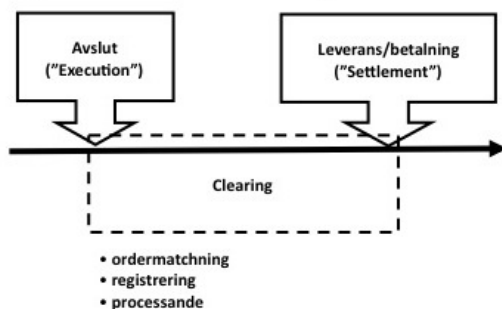 Avslut
(”Execution”)
Leverans/betalning
(”Settlement”)
Clearing
• ordermatchning
• registrering
• processande